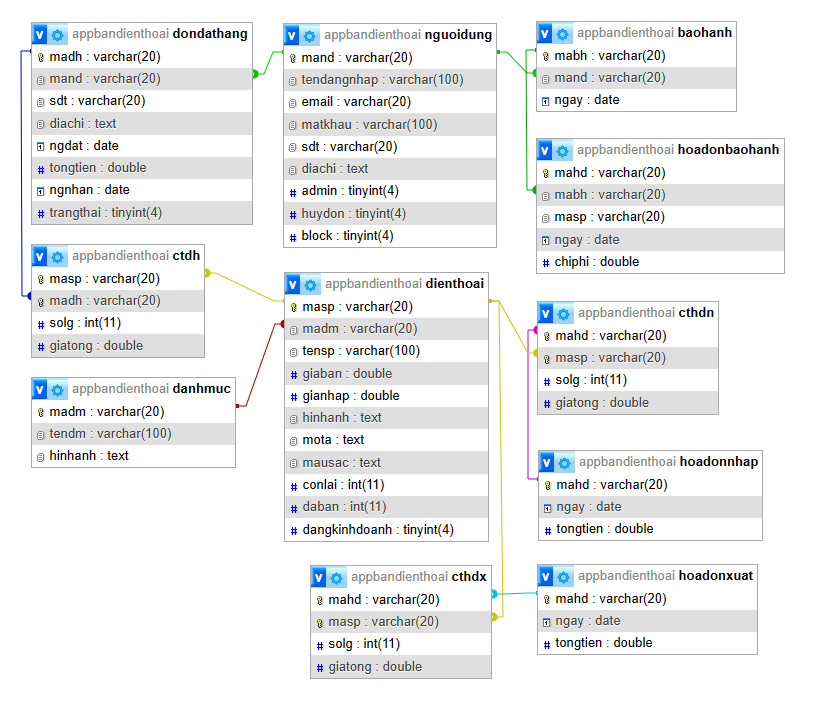 appbandienthoai dondathang
madh : varchar(20)
mand : varchar(20)
sdt : varchar(20)
diachi : text
ngdat : date
tongtien : double
ngnhan : date
trangthai : tinyint(4)
appbandienthoai nguoidung
mand : varchar(20)
tendangnhap : varchar(100)
email : varchar(20)
matkhau : varchar(100)
sdt : varchar(20)
diachi : text
admin : tinyint(4)
huydon : tinyint(4)
block : tinyint(4)
appbandienthoai baohanh
mabh : varchar(20)
mand : varchar(20)
ngay : date
appbandienthoai hoadonbaohanh
mahd : varchar(20)
mabh : varchar(20)
masp : varchar(20)
ngay : date
chiphi : double
appbandienthoai ctdh
masp : varchar(20)
madh : varchar(20)
solg : int(11)
giatong : double
appbandienthoai dienthoai
masp : varchar(20)
madm : varchar(20)
tensp : varchar(100)
giaban : double
gianhap : double
hinhanh : text
mota : text
mausac : text
conlai : int(11)
daban : int(11)
dangkinhdoanh : tinyint(4)
appbandienthoai cthdn
mahd : varchar(20)
masp : varchar(20)
solg : int(11)
giatong : double
appbandienthoai danhmuc
madm : varchar(20)
tendm : varchar(100)
hinhanh : text
appbandienthoai hoadonnhap
mahd : varchar(20)
ngay : date
tongtien : double
appbandienthoai cthdx
mahd : varchar(20)
masp : varchar(20)
solg : int(11)
giatong : double
appbandienthoai hoadonxuat
mahd : varchar(20)
ngay : date
tongtien : double